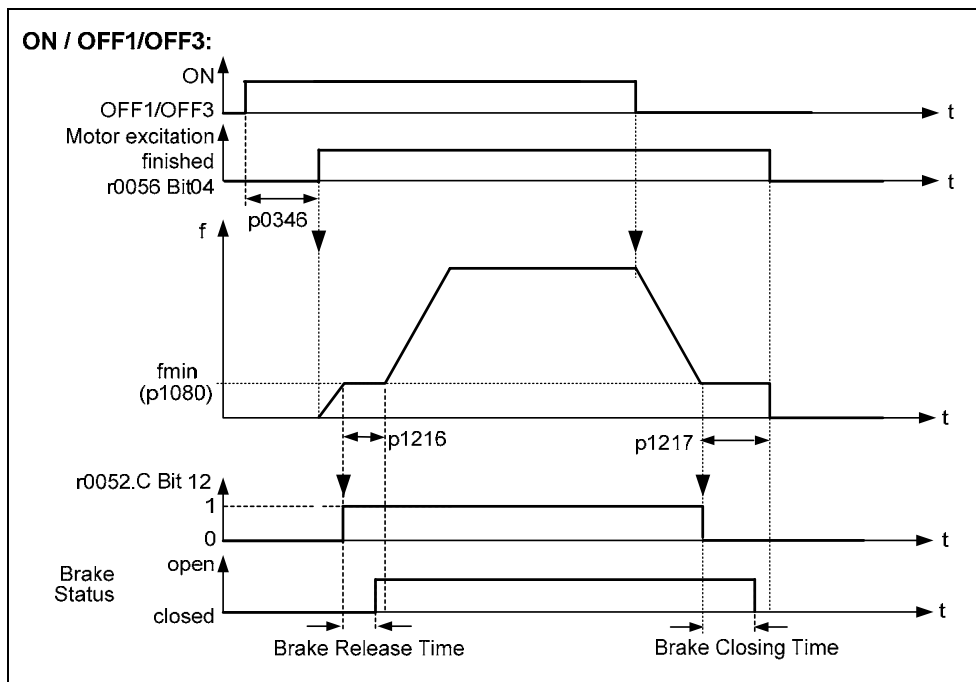 ON / OFF1/OFF3:
ON
OFF1/OFF3
t
Motor excitation
finished
r0056 Bit04
t
p0346
f
fmin
(p1080)
t
p1216
p1217
r0052.C Bit 12
1
0
t
Brake
Status
open
closed
t
Brake Release Time
Brake Closing Time